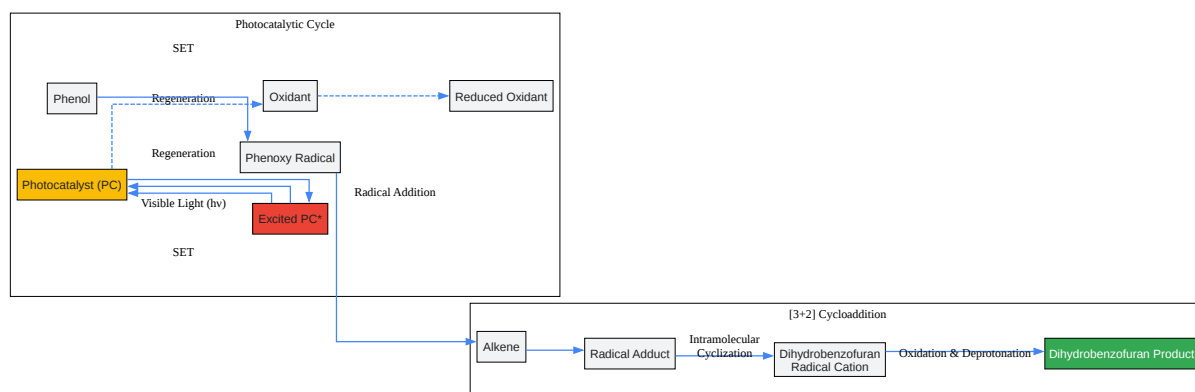 Photocatalytic Cycle
SET
Phenol
Regeneration
Oxidant
Reduced Oxidant
Regeneration
Phenoxy Radical
Photocatalyst (PC)
Radical Addition
Visible Light (hν)
Excited PC*
SET
[3+2] Cycloaddition
Alkene
Radical Adduct
Intramolecular
Cyclization
Dihydrobenzofuran
Radical Cation
Oxidation & Deprotonation
Dihydrobenzofuran Product